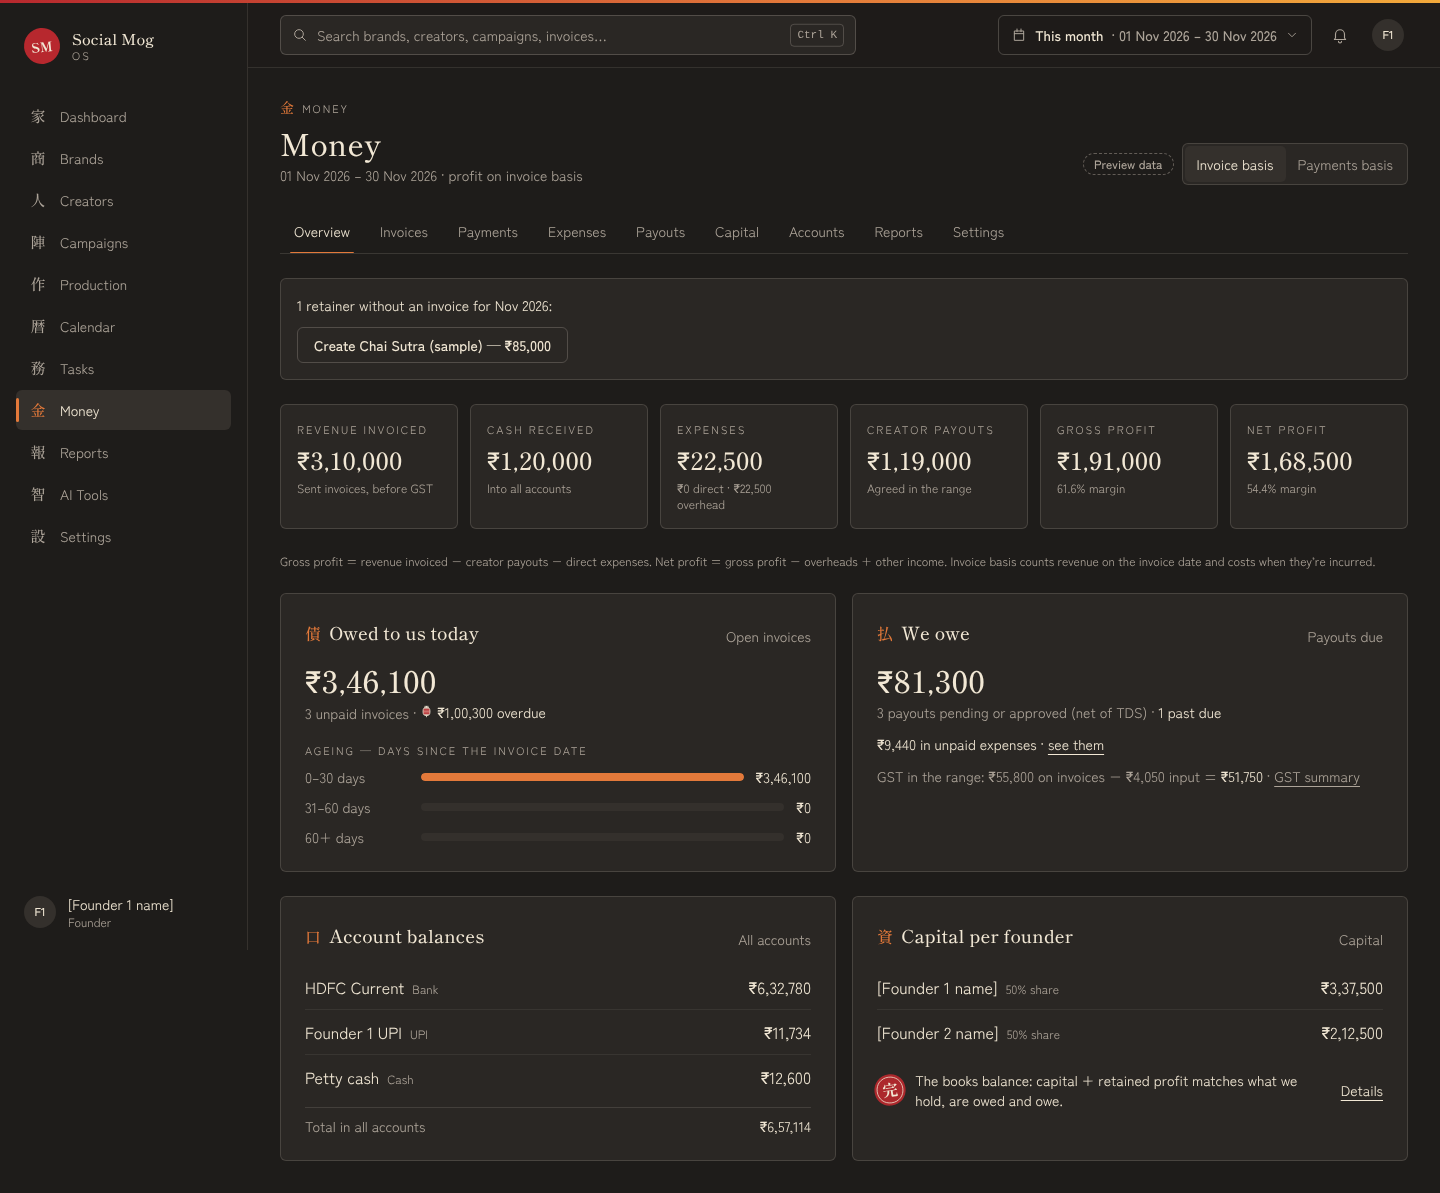 SM
Social Mog
OS
家 Dashboard
商 Brands
人 Creators
陣 Campaigns
作 Production
暦 Calendar
務 Tasks
金 Money
報 Reports
智 AI Tools
設 Settings
F1
[Founder 1 name]
Founder
Search brands, creators, campaigns, invoices… Ctrl K
This month · 01 Nov 2026 – 30 Nov 2026
F1
金 MONEY
Money
01 Nov 2026 – 30 Nov 2026 · profit on invoice basis
Preview data
Invoice basis Payments basis
Overview Invoices Payments Expenses Payouts Capital Accounts Reports Settings
1 retainer without an invoice for Nov 2026:
Create Chai Sutra (sample) — ₹85,000
REVENUE INVOICED
₹3,10,000
Sent invoices, before GST
CASH RECEIVED
₹1,20,000
Into all accounts
EXPENSES
₹22,500
₹0 direct · ₹22,500
overhead
CREATOR PAYOUTS
₹1,19,000
Agreed in the range
GROSS PROFIT
₹1,91,000
61.6% margin
NET PROFIT
₹1,68,500
54.4% margin
Gross profit = revenue invoiced − creator payouts − direct expenses. Net profit = gross profit − overheads + other income. Invoice basis counts revenue on the invoice date and costs when they're incurred.
債 Owed to us today Open invoices
₹3,46,100
3 unpaid invoices · ₹1,00,300 overdue
AGEING — DAYS SINCE THE INVOICE DATE
0–30 days ₹3,46,100
31–60 days ₹0
60+ days ₹0
払 We owe Payouts due
₹81,300
3 payouts pending or approved (net of TDS) · 1 past due
₹9,440 in unpaid expenses · see them
GST in the range: ₹55,800 on invoices − ₹4,050 input = ₹51,750 · GST summary
口 Account balances All accounts
HDFC Current Bank ₹6,32,780
Founder 1 UPI UPI ₹11,734
Petty cash Cash ₹12,600
Total in all accounts ₹6,57,114
資 Capital per founder Capital
[Founder 1 name] 50% share ₹3,37,500
[Founder 2 name] 50% share ₹2,12,500
完
The books balance: capital + retained profit matches what we
hold, are owed and owe.
Details